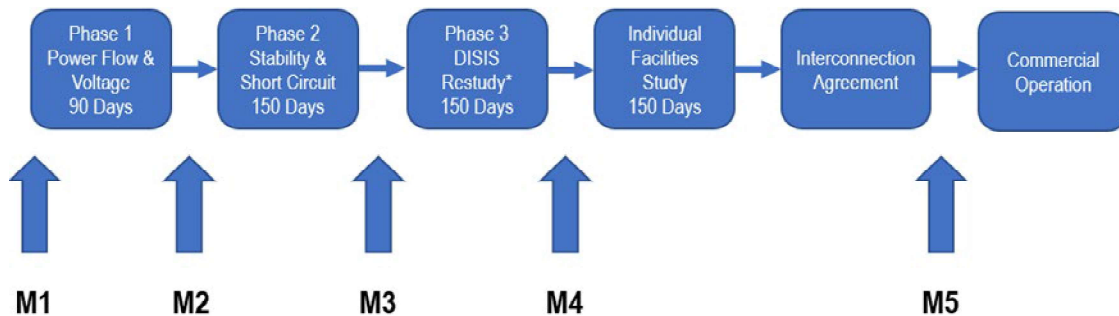 Phase 1
Power Flow &
Voltage
90 Days
Phase 2
Stability &
Short Circuit
150 Days
Phase 3
DISIS
Restudy*
150 Days
Individual
Facilities
Study
150 Days
Interconnection
Agreement
Commercial
Operation
M1
M2
M3
M4
M5